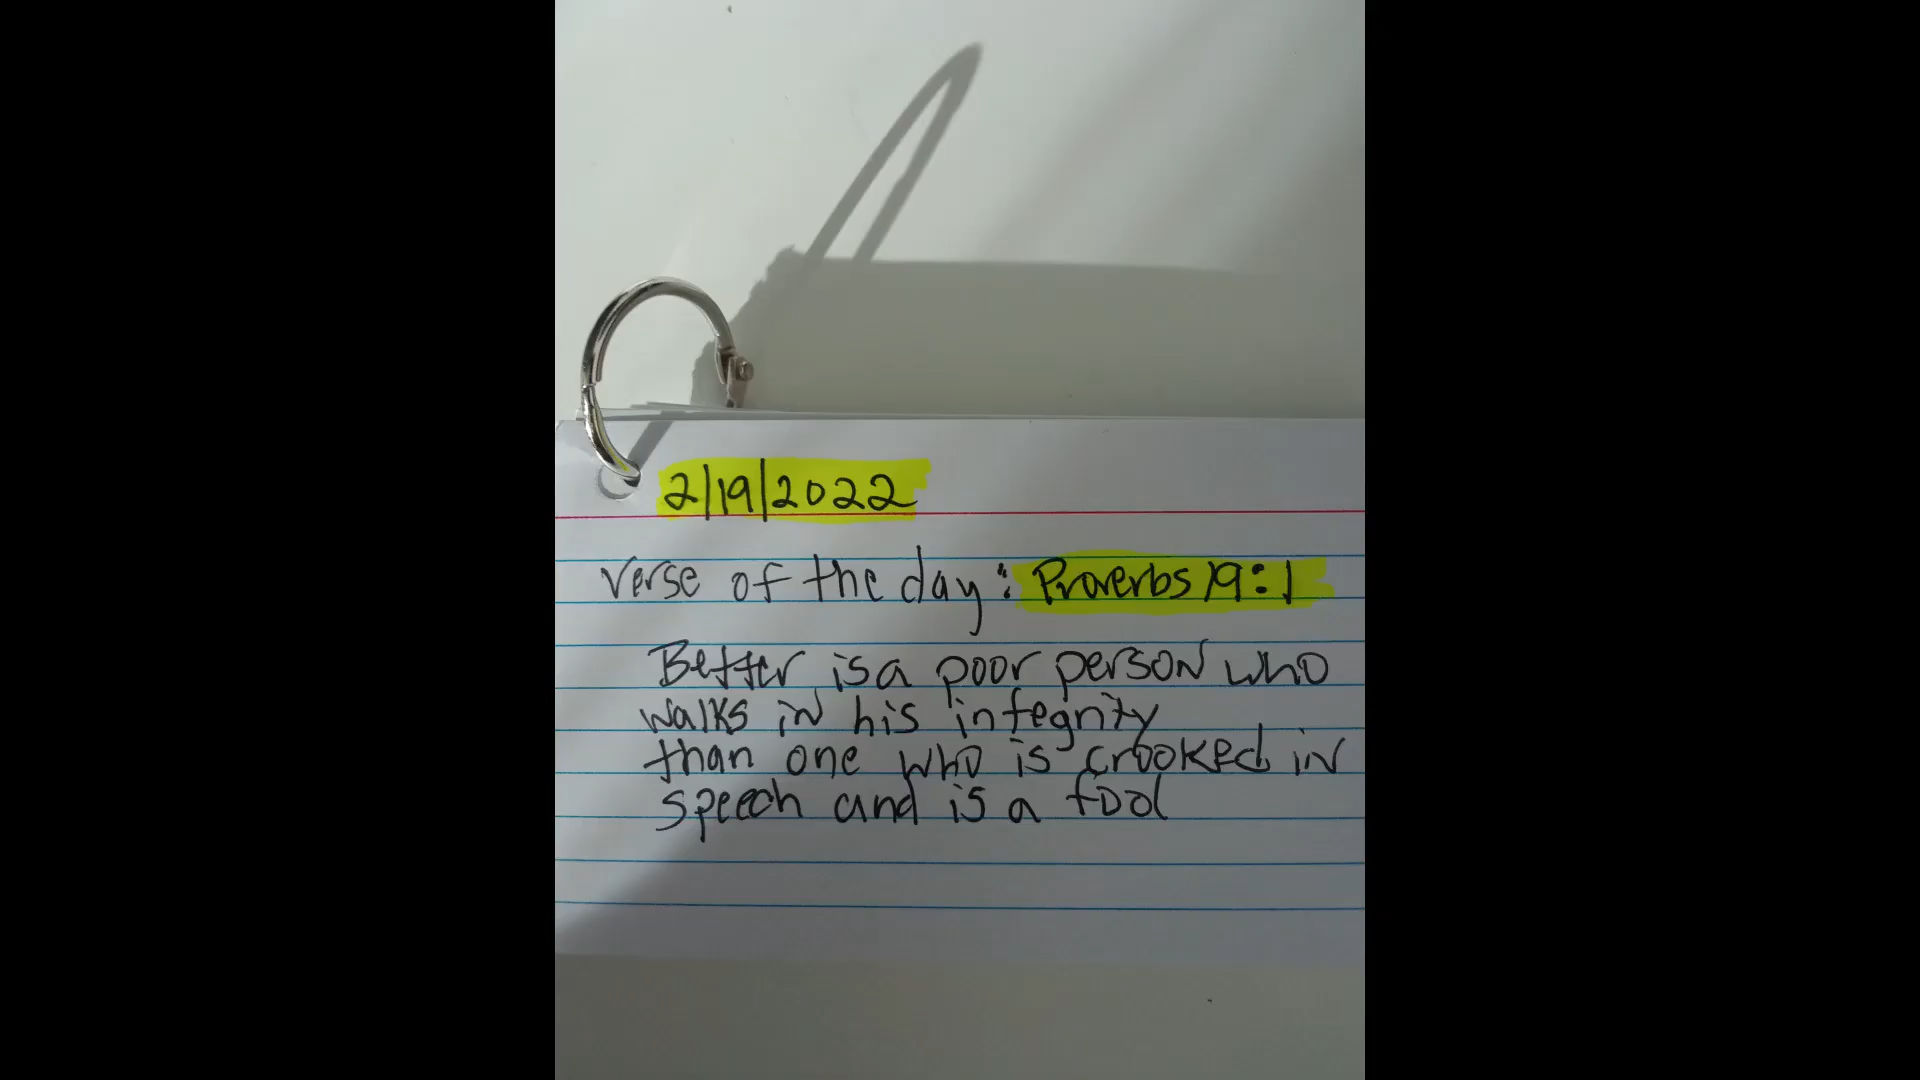 2/19/2022
Verse of the day: Proverbs 19:1
Better is a poor person who
walks in his integrity
than one who is crooked in
speech and is a fool